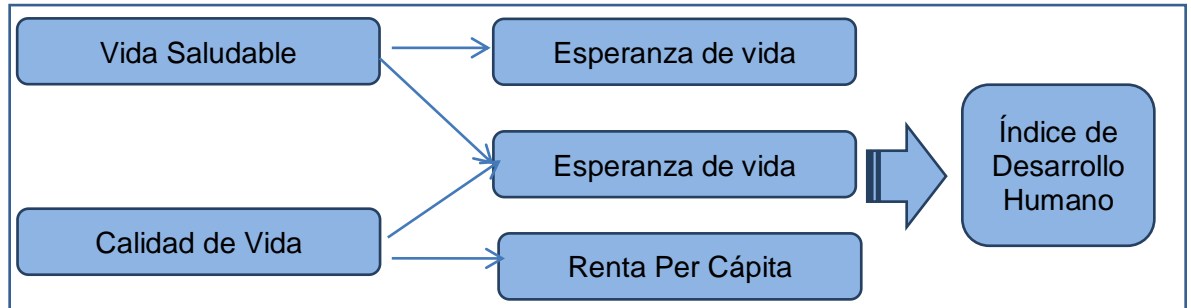 Vida Saludable
Esperanza de vida
Esperanza de vida
Calidad de Vida
Renta Per Cápita
Índice de
Desarrollo
Humano